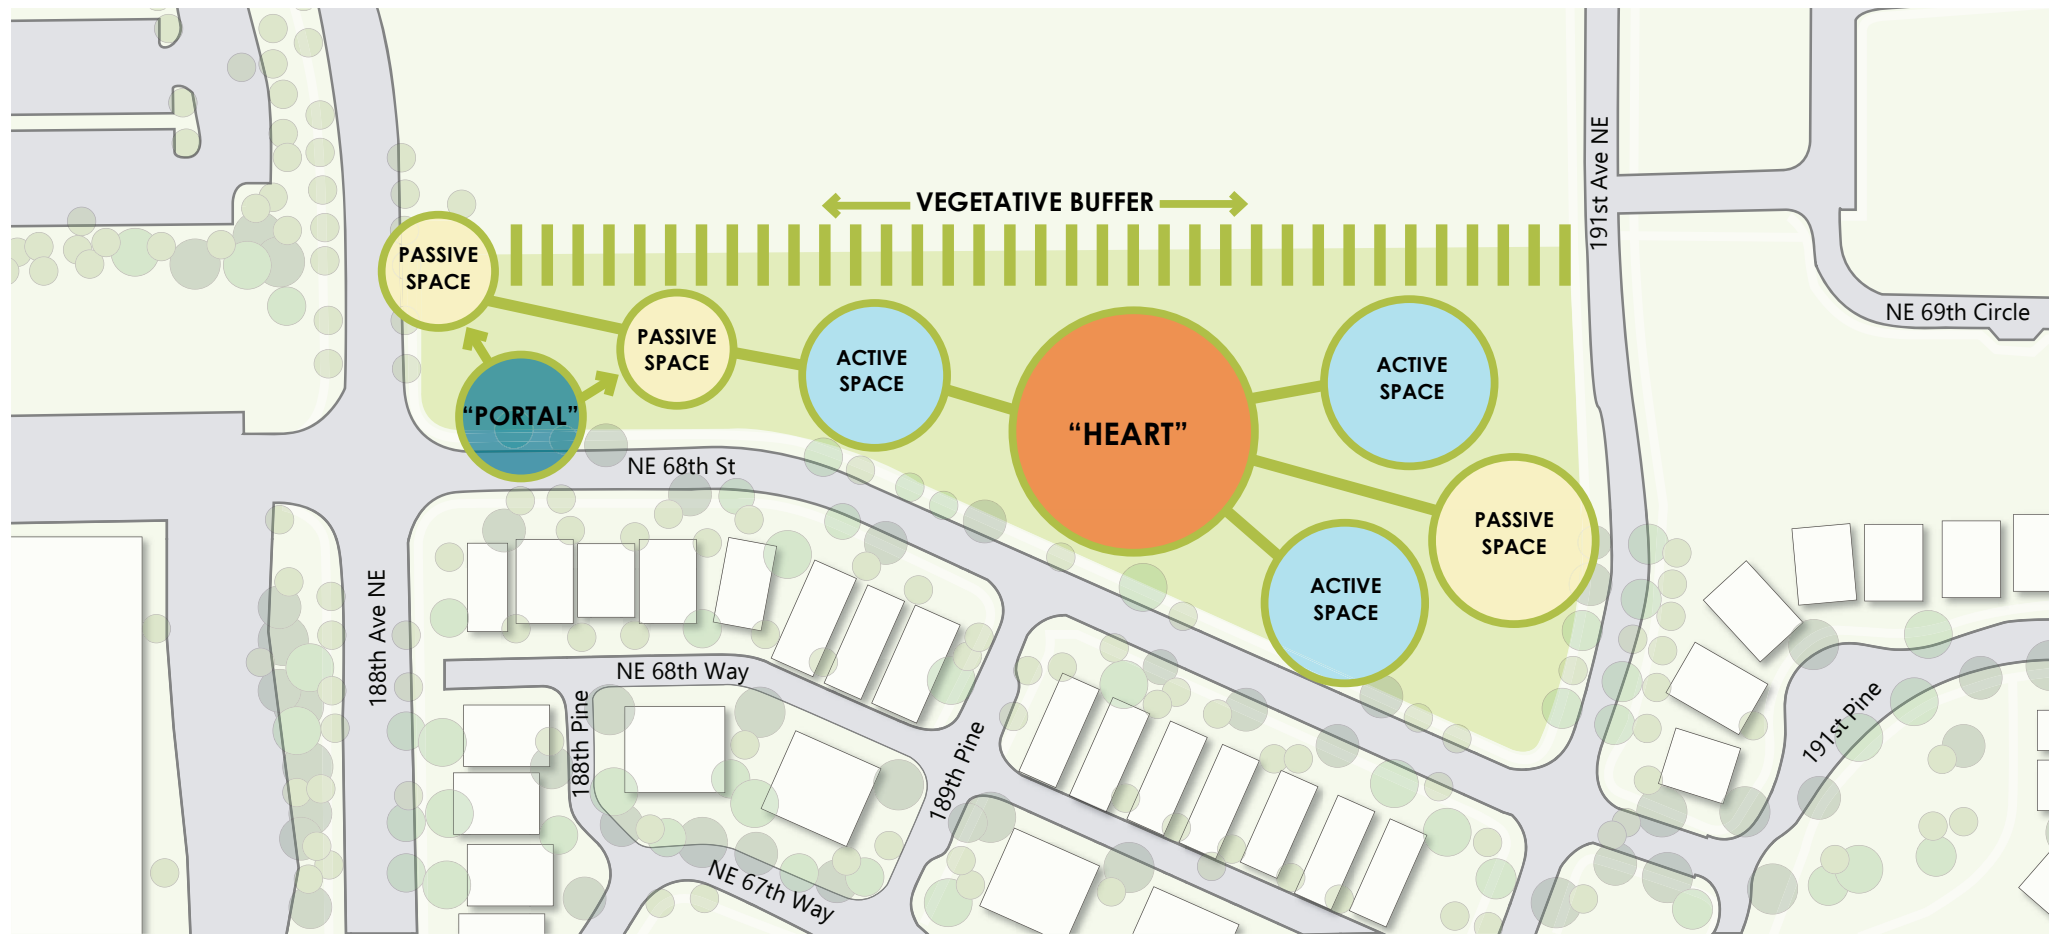 191st Ave NE
VEGETATIVE BUFFER
PASSIVE
SPACE
NE 69th Circle
PASSIVE
SPACE
ACTIVE
SPACE
ACTIVE
SPACE
“PORTAL”
“HEART”
NE 68th St
PASSIVE
SPACE
ACTIVE
SPACE
188th Ave NE
NE 68th Way
188th Pine
189th Pine
191st Pine
NE 67th Way